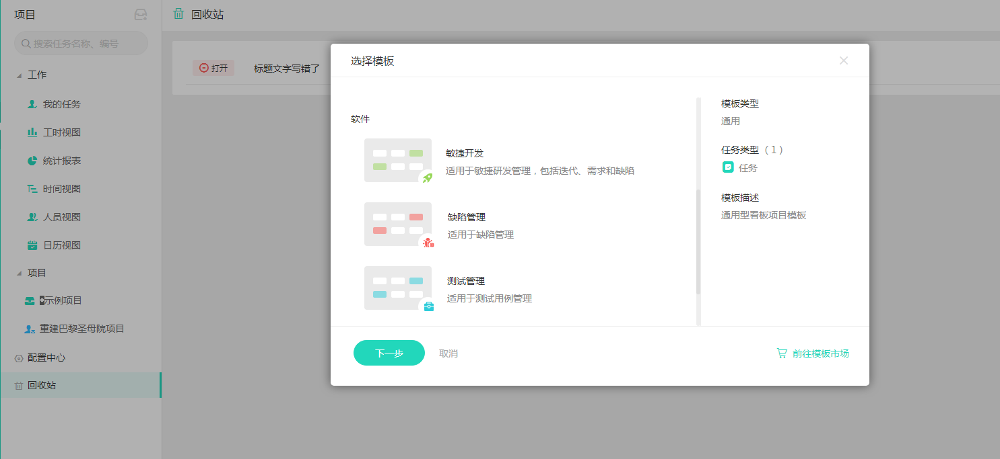 项目
搜索任务名称、编号
工作
我的任务
工时视图
统计报表
时间视图
人员视图
日历视图
项目
示例项目
重建巴黎圣母院项目
配置中心
回收站
回收站
打开
标题文字写错了
选择模板
软件
敏捷开发
适用于敏捷研发管理，包括迭代、需求和缺陷
缺陷管理
适用于缺陷管理
测试管理
适用于测试用例管理
模板类型
通用
任务类型（1）
任务
模板描述
通用型看板项目模板
下一步
取消
前往模板市场